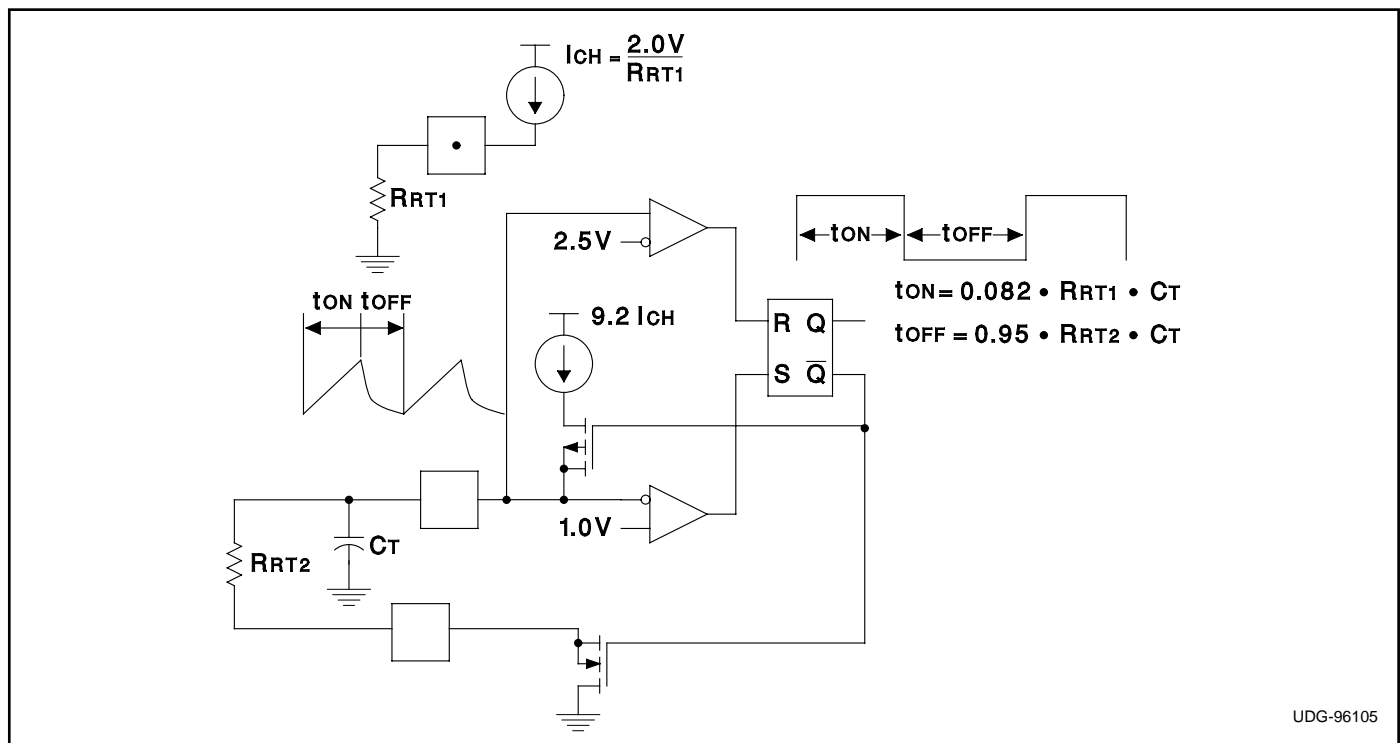 ICH = 2.0V
RRT1
RRT1
2.5V
tON
tOFF
tON = 0.082 • RRT1 • CT
tOFF = 0.95 • RRT2 • CT
tON tOFF
9.2 ICH
R Q
S Q̅
1.0V
CT
RRT2
UDG-96105